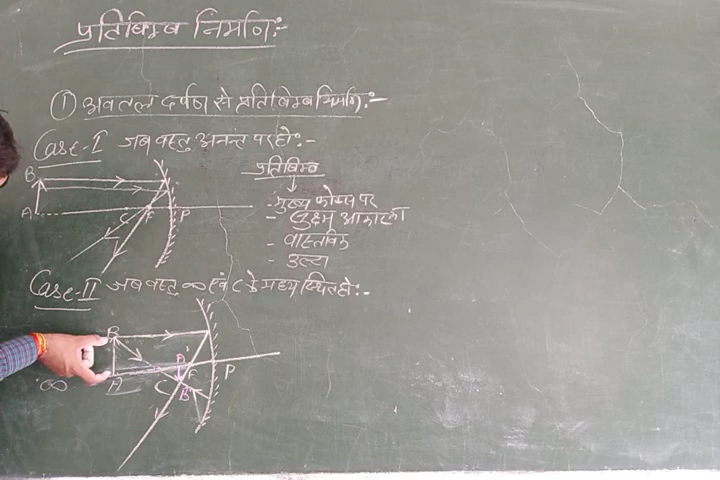 प्रतिबिम्ब निर्माण:-
① अवतल दर्पण से प्रतिबिम्ब निर्माण:-
Case-I जब वस्तु अनन्त पर हो:-
प्रतिबिम्ब
- मुख्य फोकस पर
- सूक्ष्म आकार का
- वास्तविक
- उल्टा
B
A
C F P
Case-II जब वस्तु ∞ एवं C के मध्य स्थित हो:-
B
A' P
A C F
B'
∞